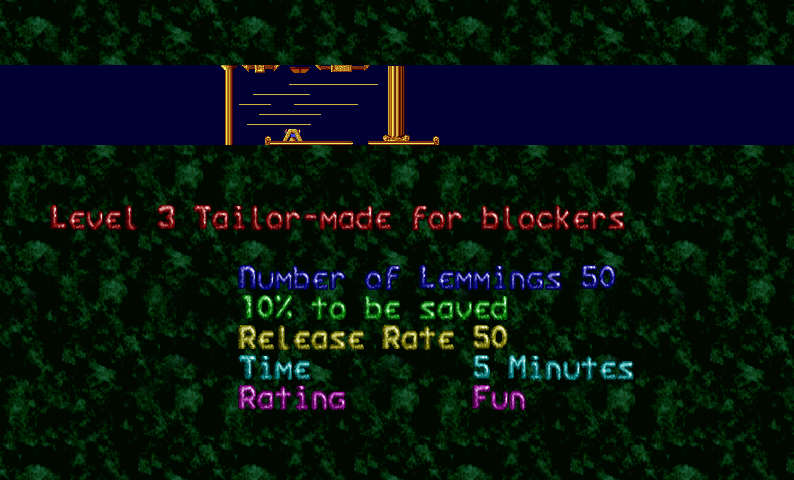 Level 3 Tailor-made for blockers
Number of Lemmings 50
10% to be saved
Release Rate 50
Time 5 Minutes
Rating Fun